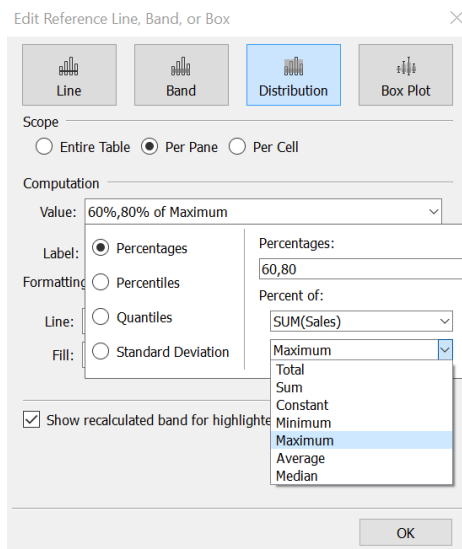 Edit Reference Line, Band, or Box
Line Band Distribution Box Plot
Scope
Entire Table Per Pane Per Cell
Computation
Value: 60%,80% of Maximum
Label:
Percentages
Percentages:
60,80
Formatting
Percentiles
Percent of:
Line:
Quantiles
SUM(Sales)
Fill:
Standard Deviation
Maximum
Total
Sum
Constant
Minimum
Maximum
Average
Median
Show recalculated band for highlighte
OK